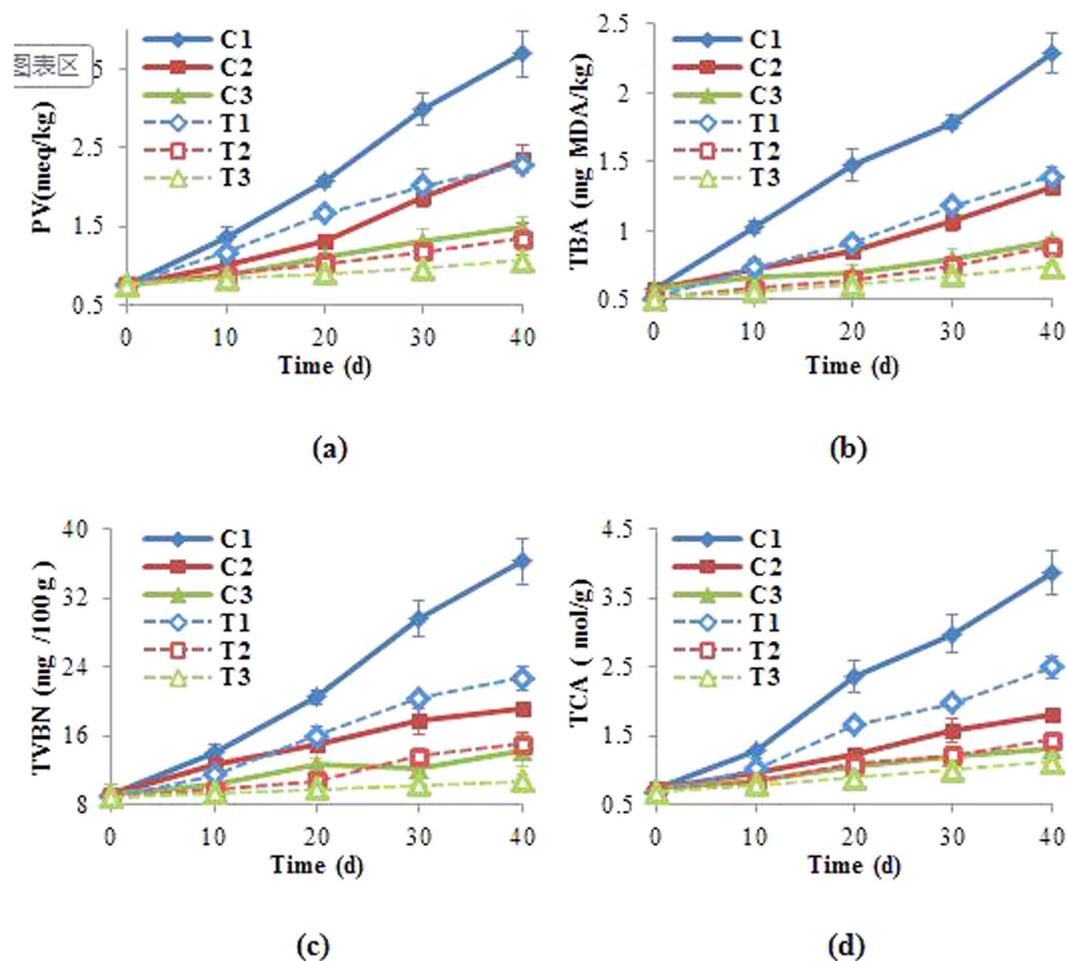 图表区
C1
C2
C3
T1
T2
T3
PV(meq/kg)
2.5
1.5
0.5
0 10 20 30 40
Time (d)
(a)
C1
C2
C3
T1
T2
T3
TBA (mg MDA/kg)
2.5
2
1.5
1
0.5
0 10 20 30 40
Time (d)
(b)
C1
C2
C3
T1
T2
T3
TVBN (mg /100g)
40
32
24
16
8
0 10 20 30 40
Time (d)
(c)
C1
C2
C3
T1
T2
T3
TCA ( mol/g)
4.5
3.5
2.5
1.5
0.5
0 10 20 30 40
Time (d)
(d)